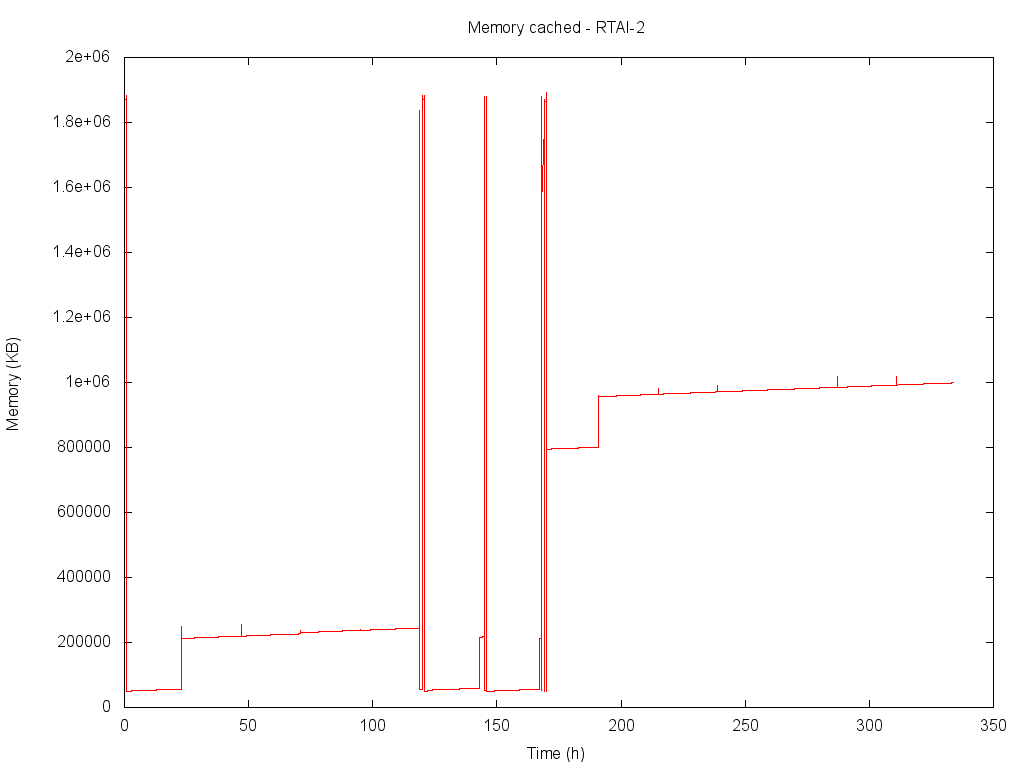 Memory cached - RTAI-2
2e+06
1.8e+06
1.6e+06
1.4e+06
1.2e+06
1e+06
800000
600000
400000
200000
0
Memory (KB)
0 50 100 150 200 250 300 350
Time (h)